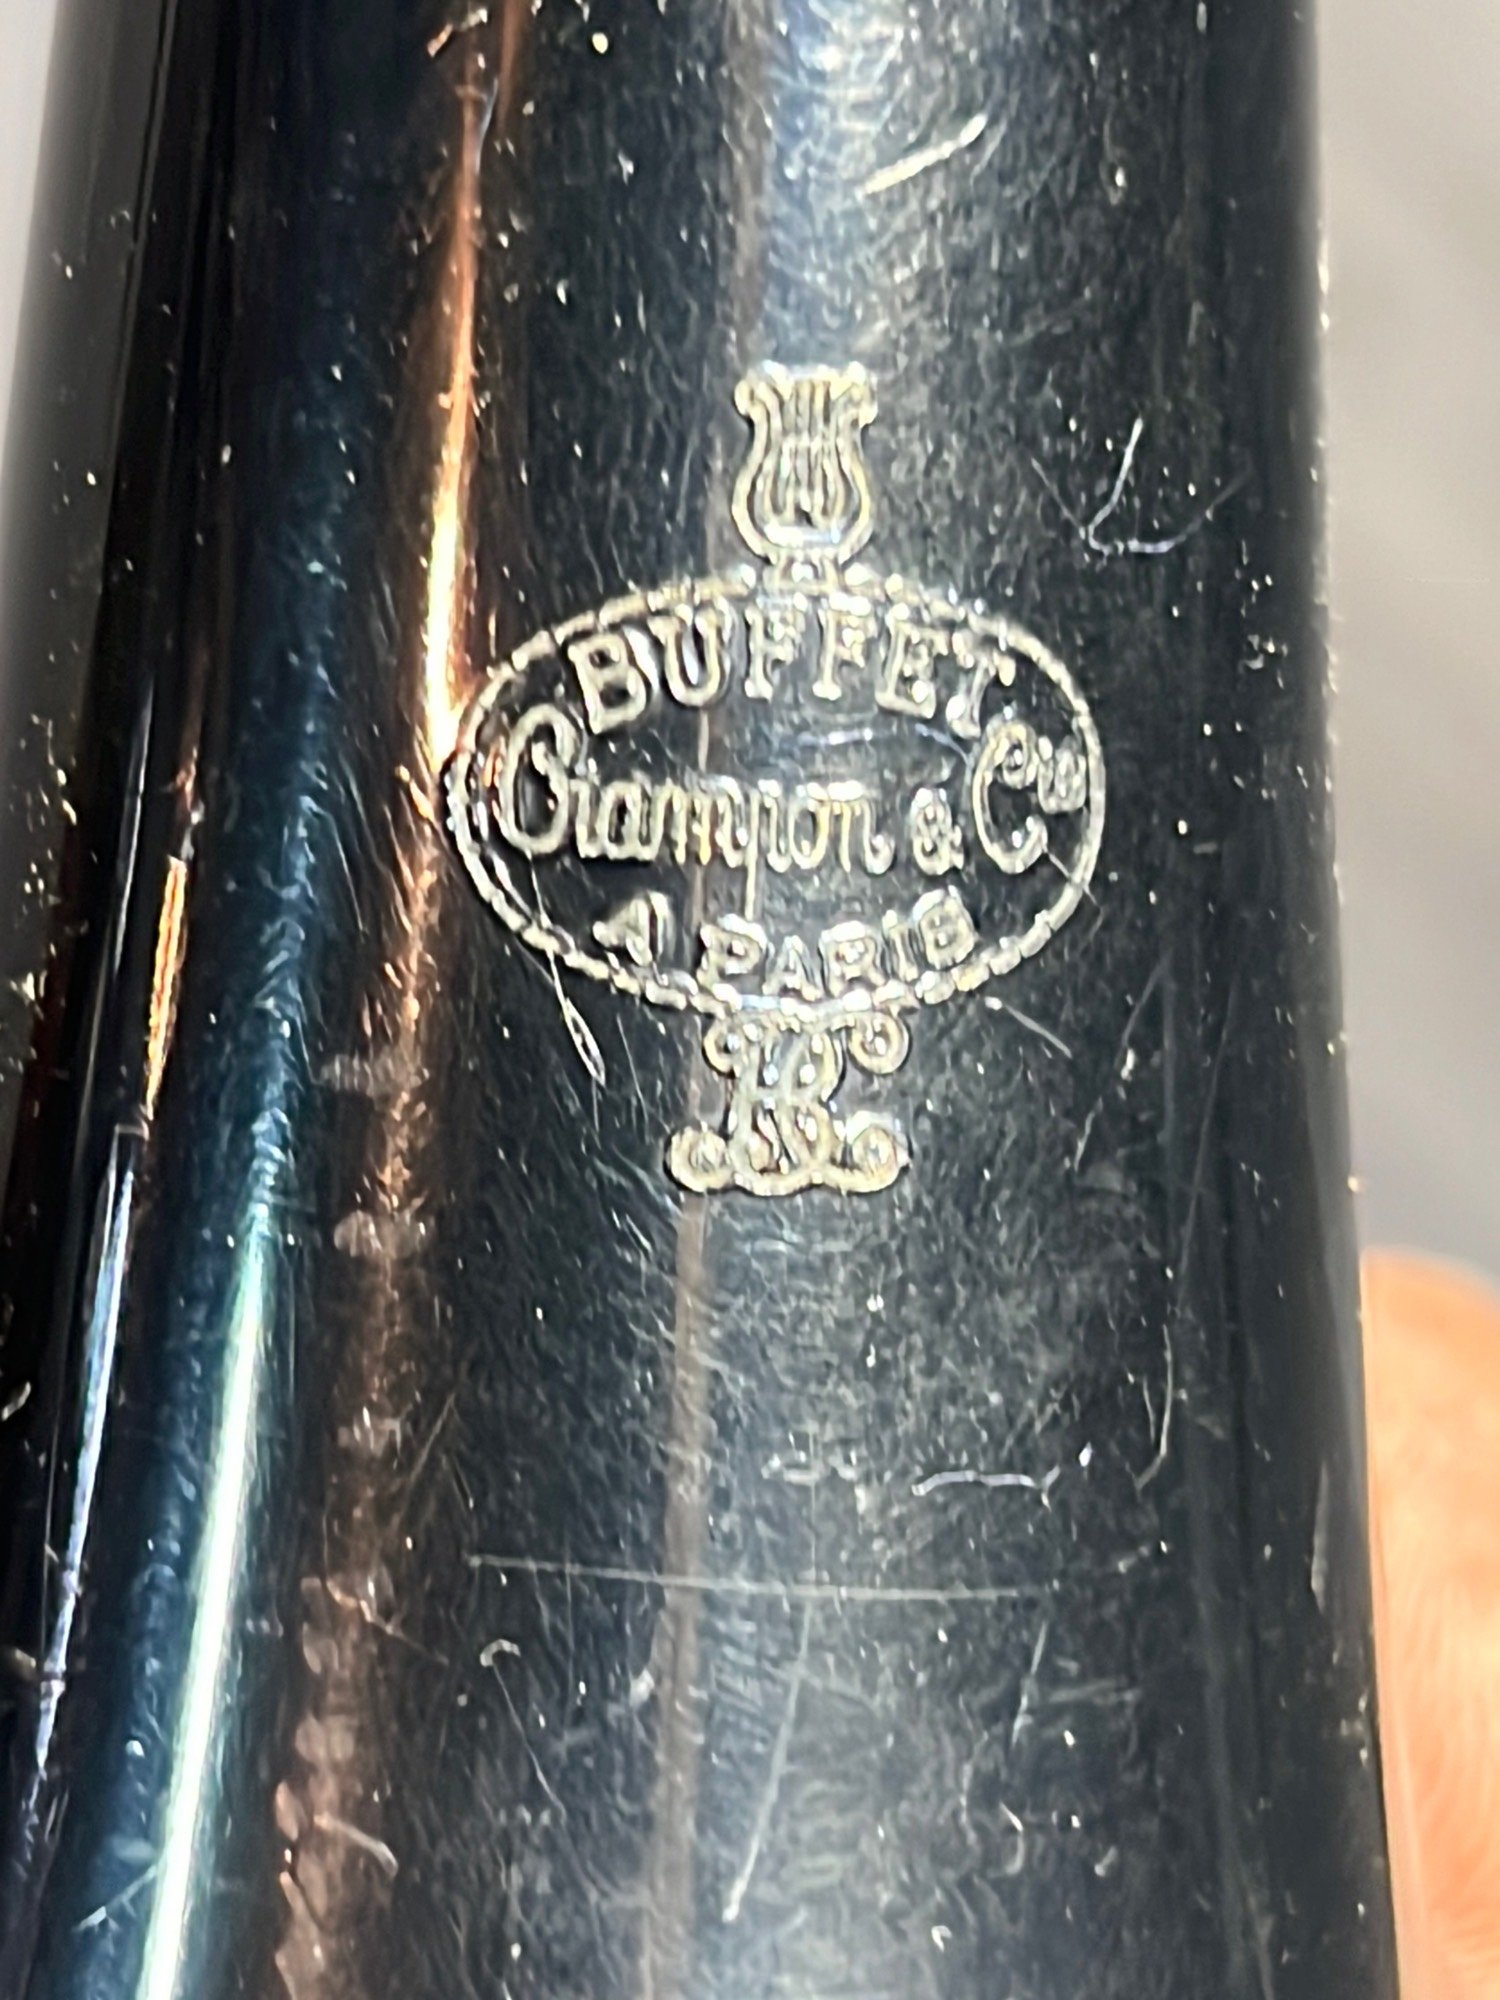 BUFFET
Crampon & Cie
A PARIS
BC